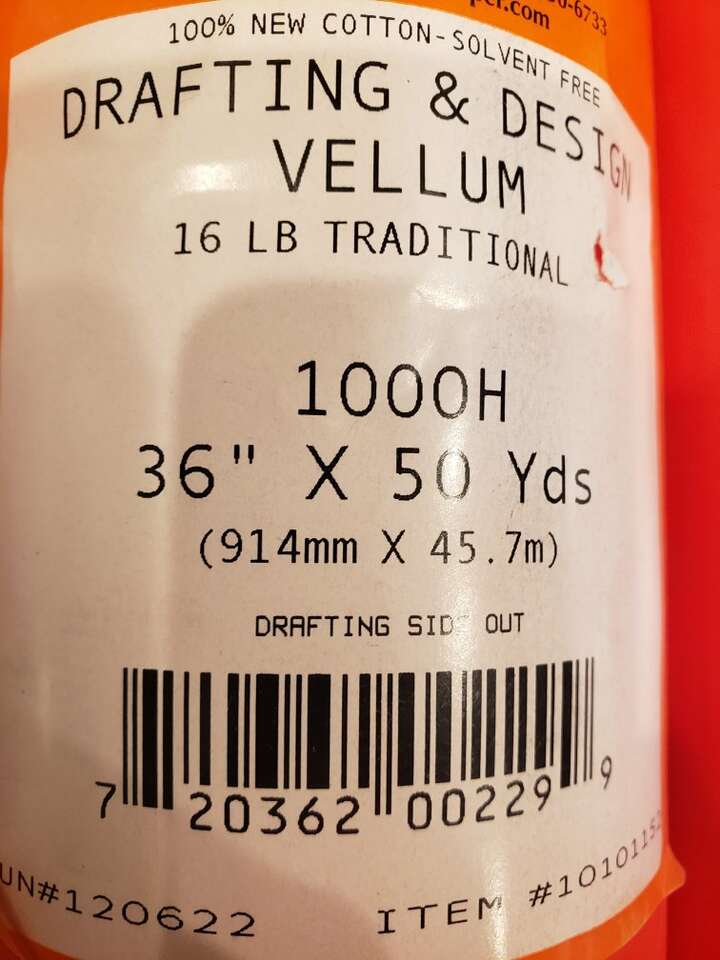 100% NEW COTTON-SOLVENT FREE
DRAFTING & DESIGN
VELLUM
16 LB TRADITIONAL
1000H
36" X 50 Yds
(914mm X 45.7m)
DRAFTING SIDE OUT
7 20362 00229 9
UN#120622
ITEM